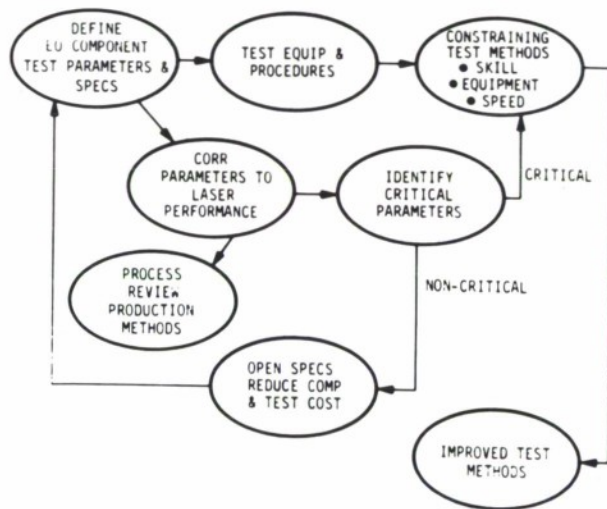 DEFINE
EO COMPONENT
TEST PARAMETERS &
SPECS
TEST EQUIP &
PROCEDURES
CONSTRAINING
TEST METHODS
● SKILL
● EQUIPMENT
● SPEED
CORR
PARAMETERS TO
LASER
PERFORMANCE
IDENTIFY
CRITICAL
PARAMETERS
CRITICAL
PROCESS
REVIEW
PRODUCTION
METHODS
NON-CRITICAL
OPEN SPECS
REDUCE COMP
& TEST COST
IMPROVED TEST
METHODS